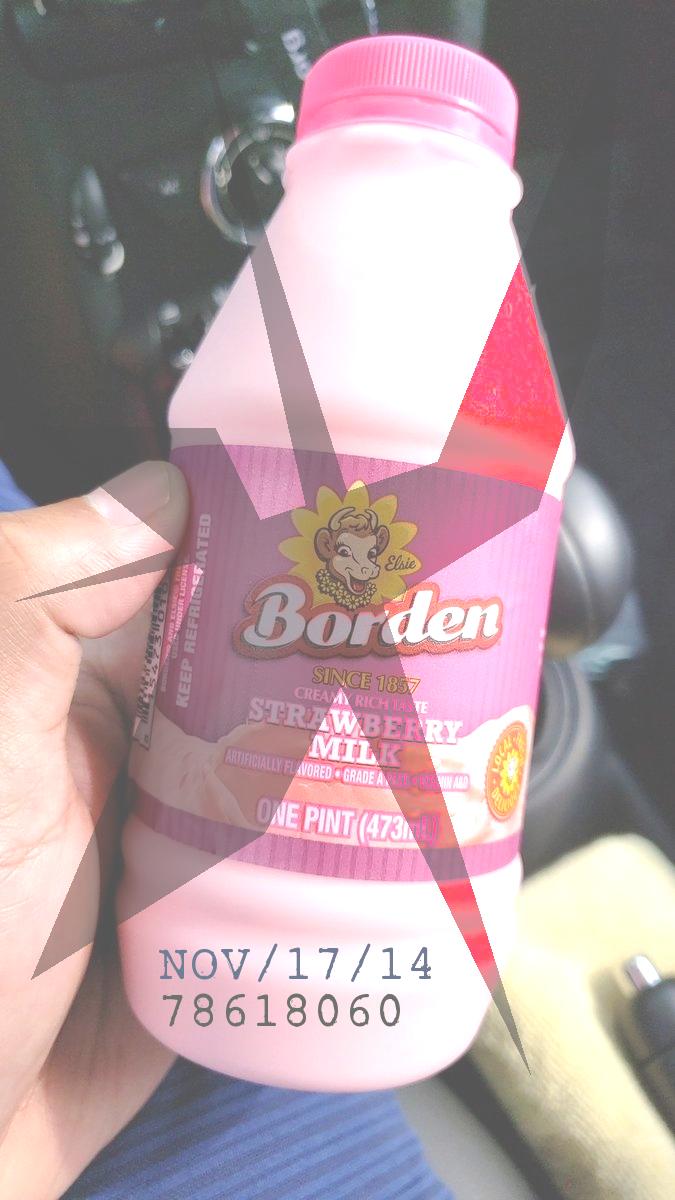 Elsie
Borden
SINCE 1857
CREAMY RICH TASTE
STRAWBERRY
MILK
ARTIFICIALLY FLAVORED • GRADE A
ONE PINT (473mL)
KEEP REFRIGERATED
NOV/17/14
78618060